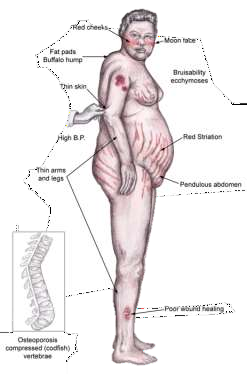 Red cheeks
Moon face
Fat pads
Buffalo hump
Bruisability
ecchymoses
Thin skin
High B.P.
Red Striation
Thin arms
and legs
Pendulous abdomen
Poor wound healing
Osteoporosis
compressed (codfish)
vertebrae